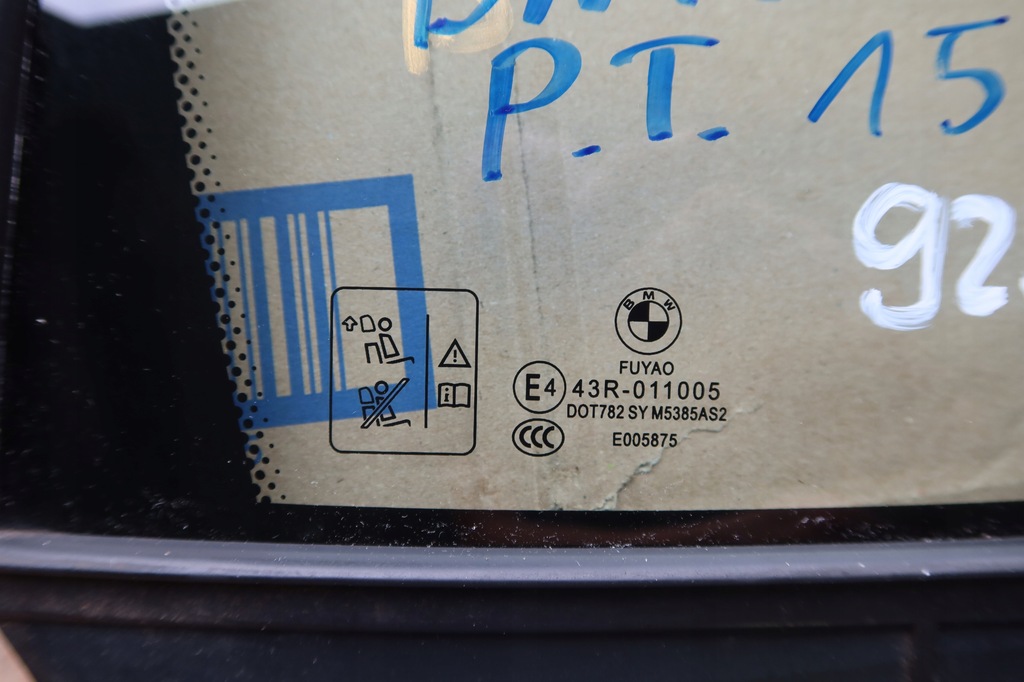 P.T. 15
92
BMW
FUYAO
E4 43R-011005
DOT782 SY M5385AS2
CCC E005875